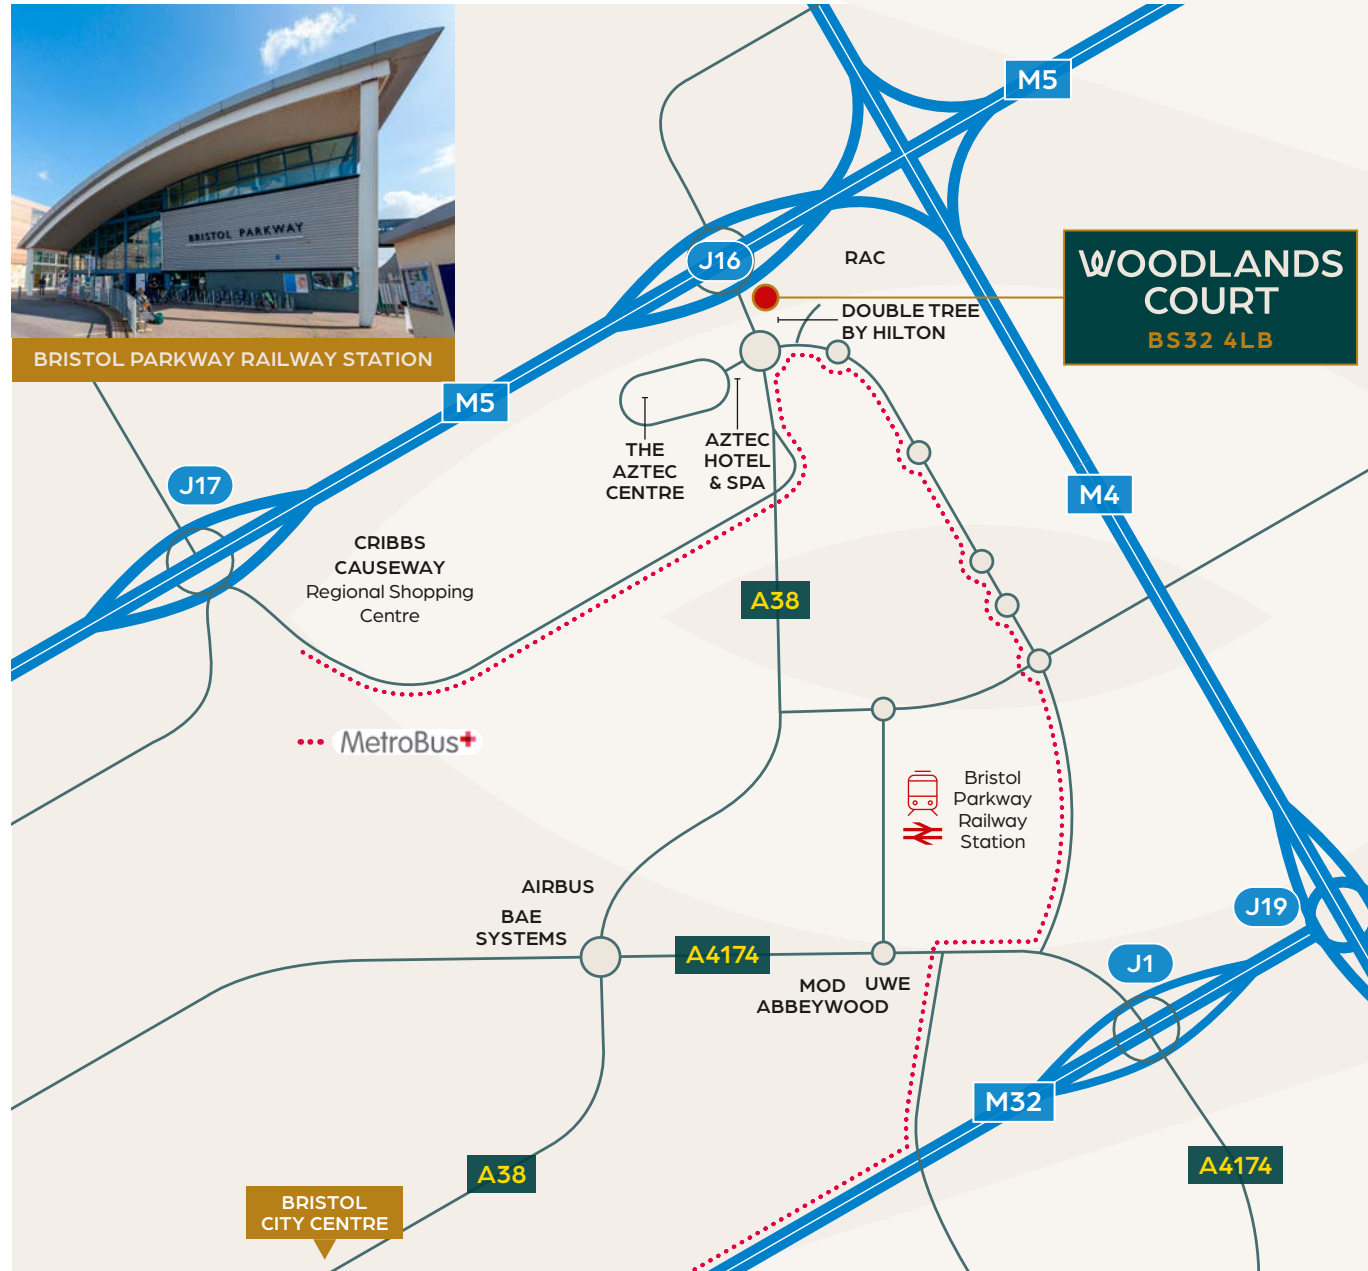 BRISTOL PARKWAY
BRISTOL PARKWAY RAILWAY STATION
M5
J16
RAC
WOODLANDS
COURT
BS32 4LB
DOUBLE TREE
BY HILTON
M5
THE
AZTEC
CENTRE
AZTEC
HOTEL
& SPA
J17
M4
CRIBBS
CAUSEWAY
Regional Shopping
Centre
A38
MetroBus+
Bristol
Parkway
Railway
Station
AIRBUS
BAE
SYSTEMS
A4174
J19
J1
MOD UWE
ABBEYWOOD
M32
A38
A4174
BRISTOL
CITY CENTRE